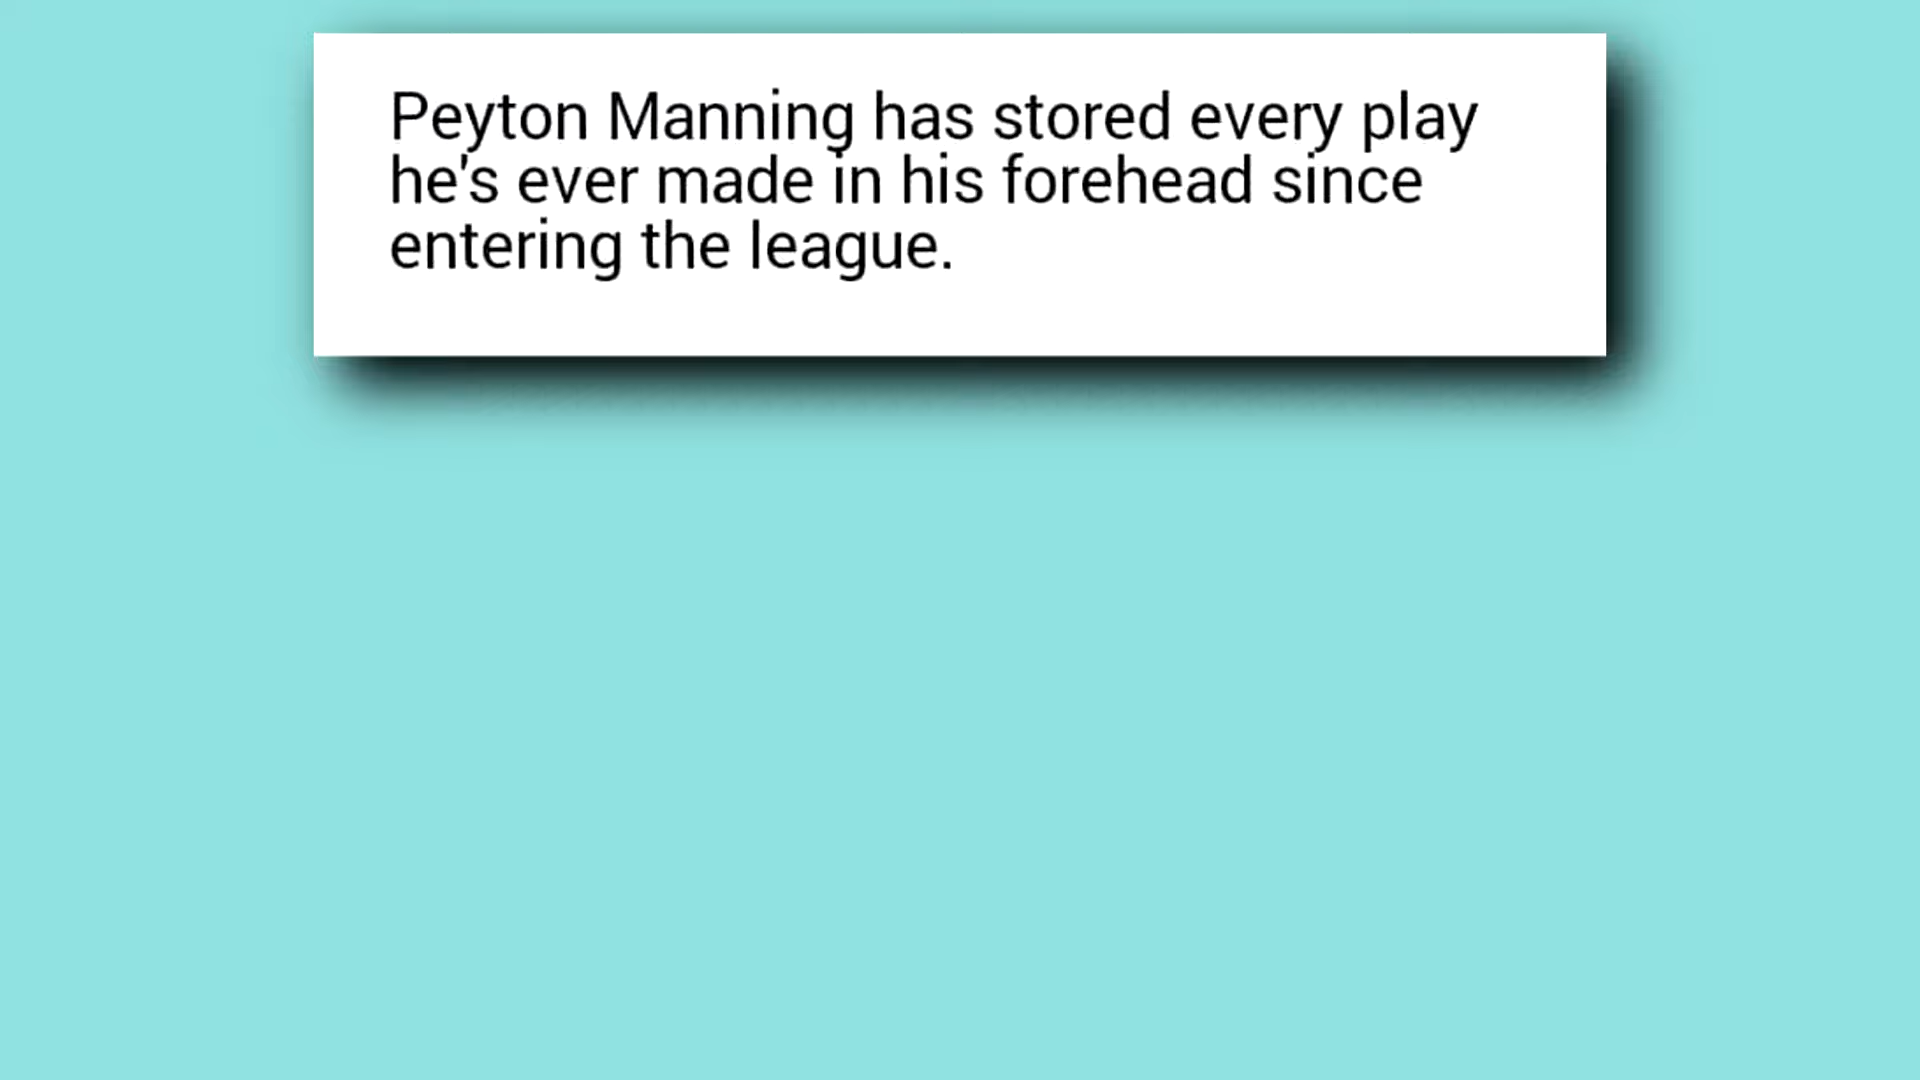 Peyton Manning has stored every play
he's ever made in his forehead since
entering the league.